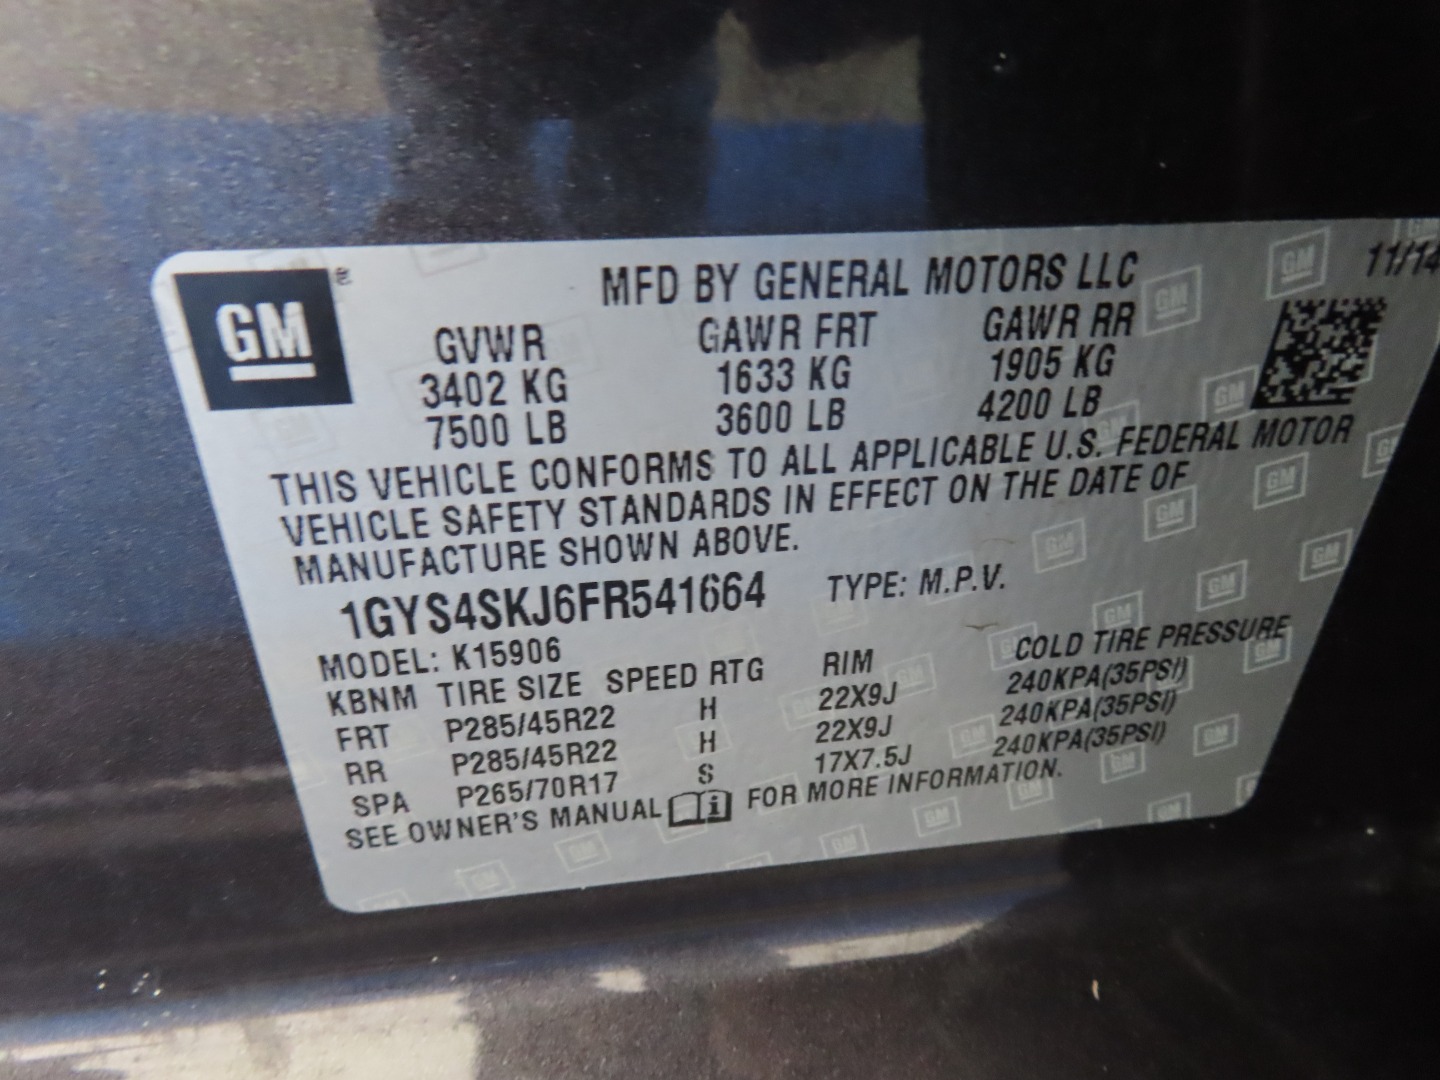 GM
MFD BY GENERAL MOTORS LLC 11/14
GVWR GAWR FRT GAWR RR
3402 KG 1633 KG 1905 KG
7500 LB 3600 LB 4200 LB
THIS VEHICLE CONFORMS TO ALL APPLICABLE U.S. FEDERAL MOTOR
VEHICLE SAFETY STANDARDS IN EFFECT ON THE DATE OF
MANUFACTURE SHOWN ABOVE.
1GYS4SKJ6FR541664 TYPE: M.P.V.
MODEL: K15906
KBNM TIRE SIZE SPEED RTG RIM COLD TIRE PRESSURE
FRT P285/45R22 H 22X9J 240KPA(35PSI)
RR P285/45R22 H 22X9J 240KPA(35PSI)
SPA P265/70R17 S 17X7.5J 240KPA(35PSI)
SEE OWNER'S MANUAL i FOR MORE INFORMATION.